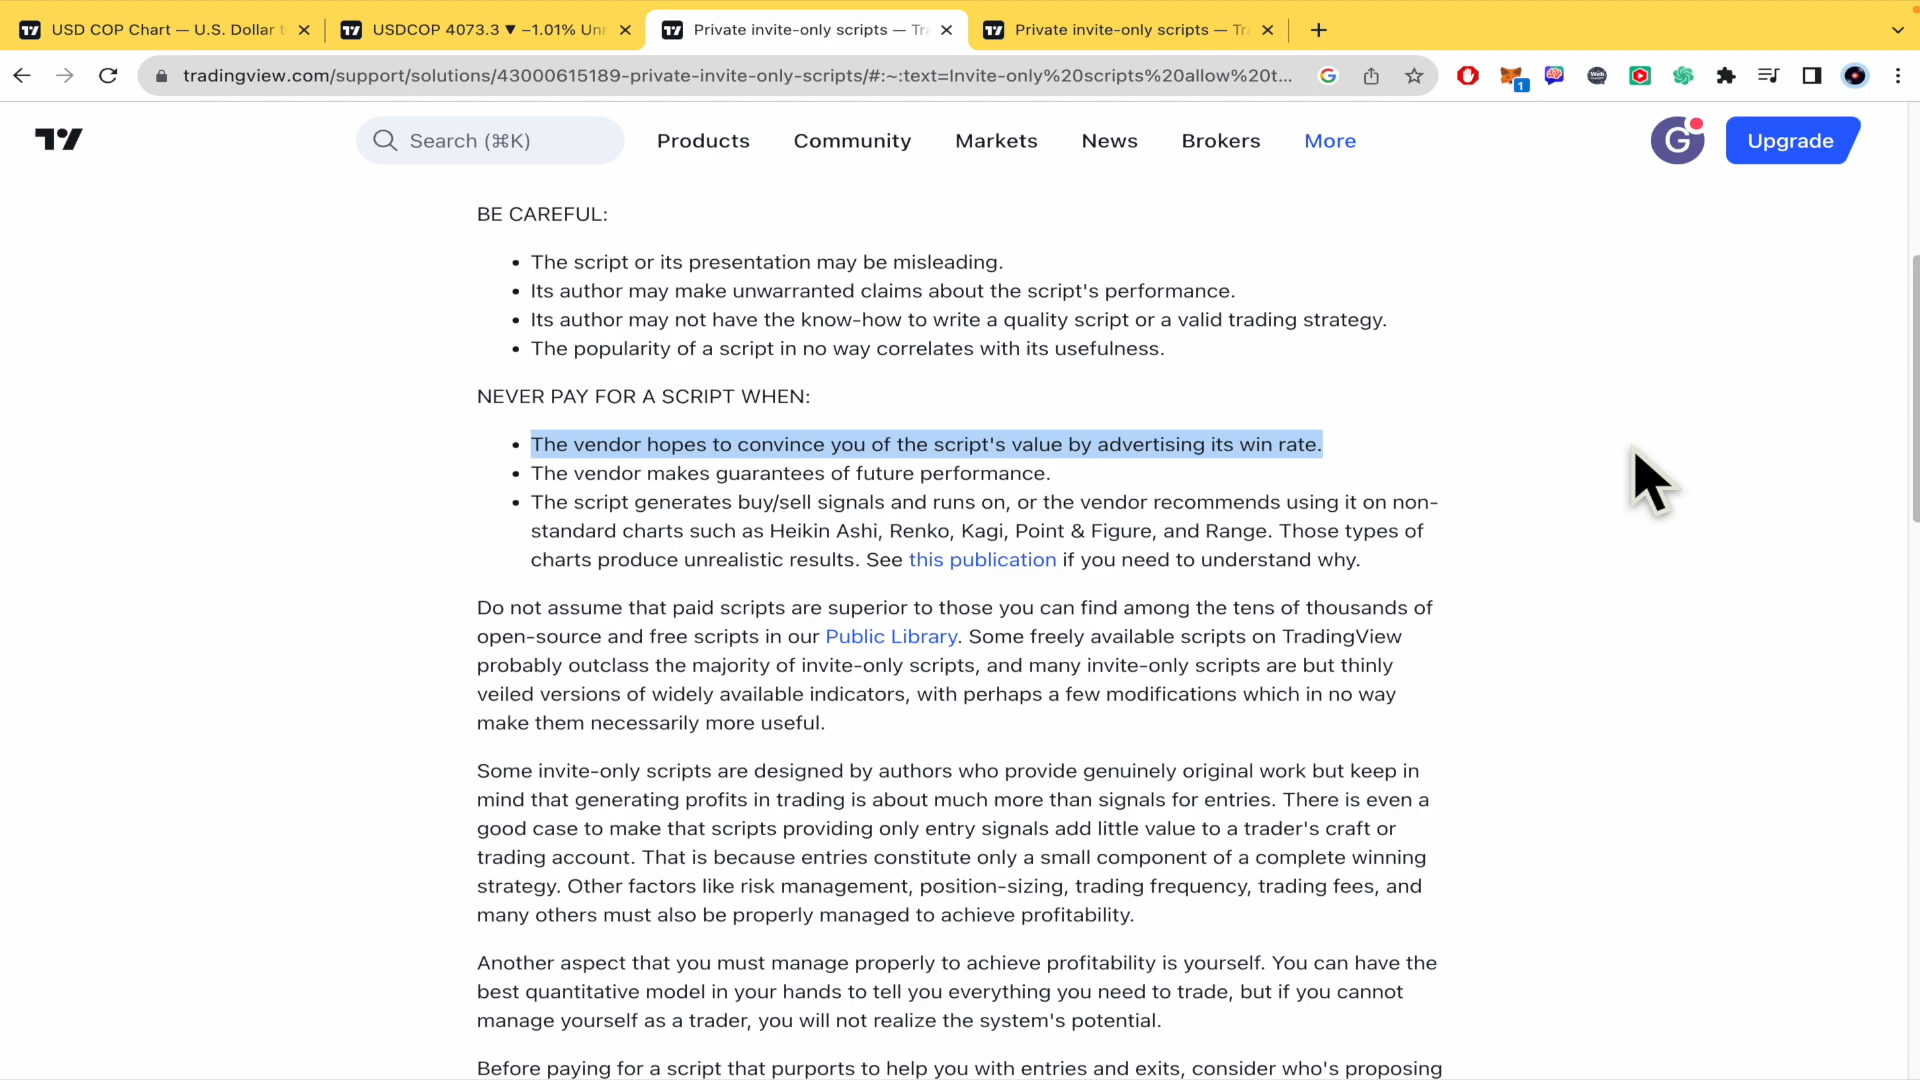 USD COP Chart — U.S. Dollar t
USDCOP 4073.3 ▼ −1.01% Unn
Private invite-only scripts — Tra
Private invite-only scripts — Tra
tradingview.com/support/solutions/43000615189-private-invite-only-scripts/#:~:text=Invite-only%20scripts%20allow%20t...
1
Search (⌘K)
Products
Community
Markets
News
Brokers
More
G
Upgrade
BE CAREFUL:
• The script or its presentation may be misleading.
• Its author may make unwarranted claims about the script's performance.
• Its author may not have the know-how to write a quality script or a valid trading strategy.
• The popularity of a script in no way correlates with its usefulness.
NEVER PAY FOR A SCRIPT WHEN:
• The vendor hopes to convince you of the script's value by advertising its win rate.
• The vendor makes guarantees of future performance.
• The script generates buy/sell signals and runs on, or the vendor recommends using it on non-
standard charts such as Heikin Ashi, Renko, Kagi, Point & Figure, and Range. Those types of
charts produce unrealistic results. See this publication if you need to understand why.
Do not assume that paid scripts are superior to those you can find among the tens of thousands of
open-source and free scripts in our Public Library. Some freely available scripts on TradingView
probably outclass the majority of invite-only scripts, and many invite-only scripts are but thinly
veiled versions of widely available indicators, with perhaps a few modifications which in no way
make them necessarily more useful.
Some invite-only scripts are designed by authors who provide genuinely original work but keep in
mind that generating profits in trading is about much more than signals for entries. There is even a
good case to make that scripts providing only entry signals add little value to a trader's craft or
trading account. That is because entries constitute only a small component of a complete winning
strategy. Other factors like risk management, position-sizing, trading frequency, trading fees, and
many others must also be properly managed to achieve profitability.
Another aspect that you must manage properly to achieve profitability is yourself. You can have the
best quantitative model in your hands to tell you everything you need to trade, but if you cannot
manage yourself as a trader, you will not realize the system's potential.
Before paying for a script that purports to help you with entries and exits, consider who's proposing